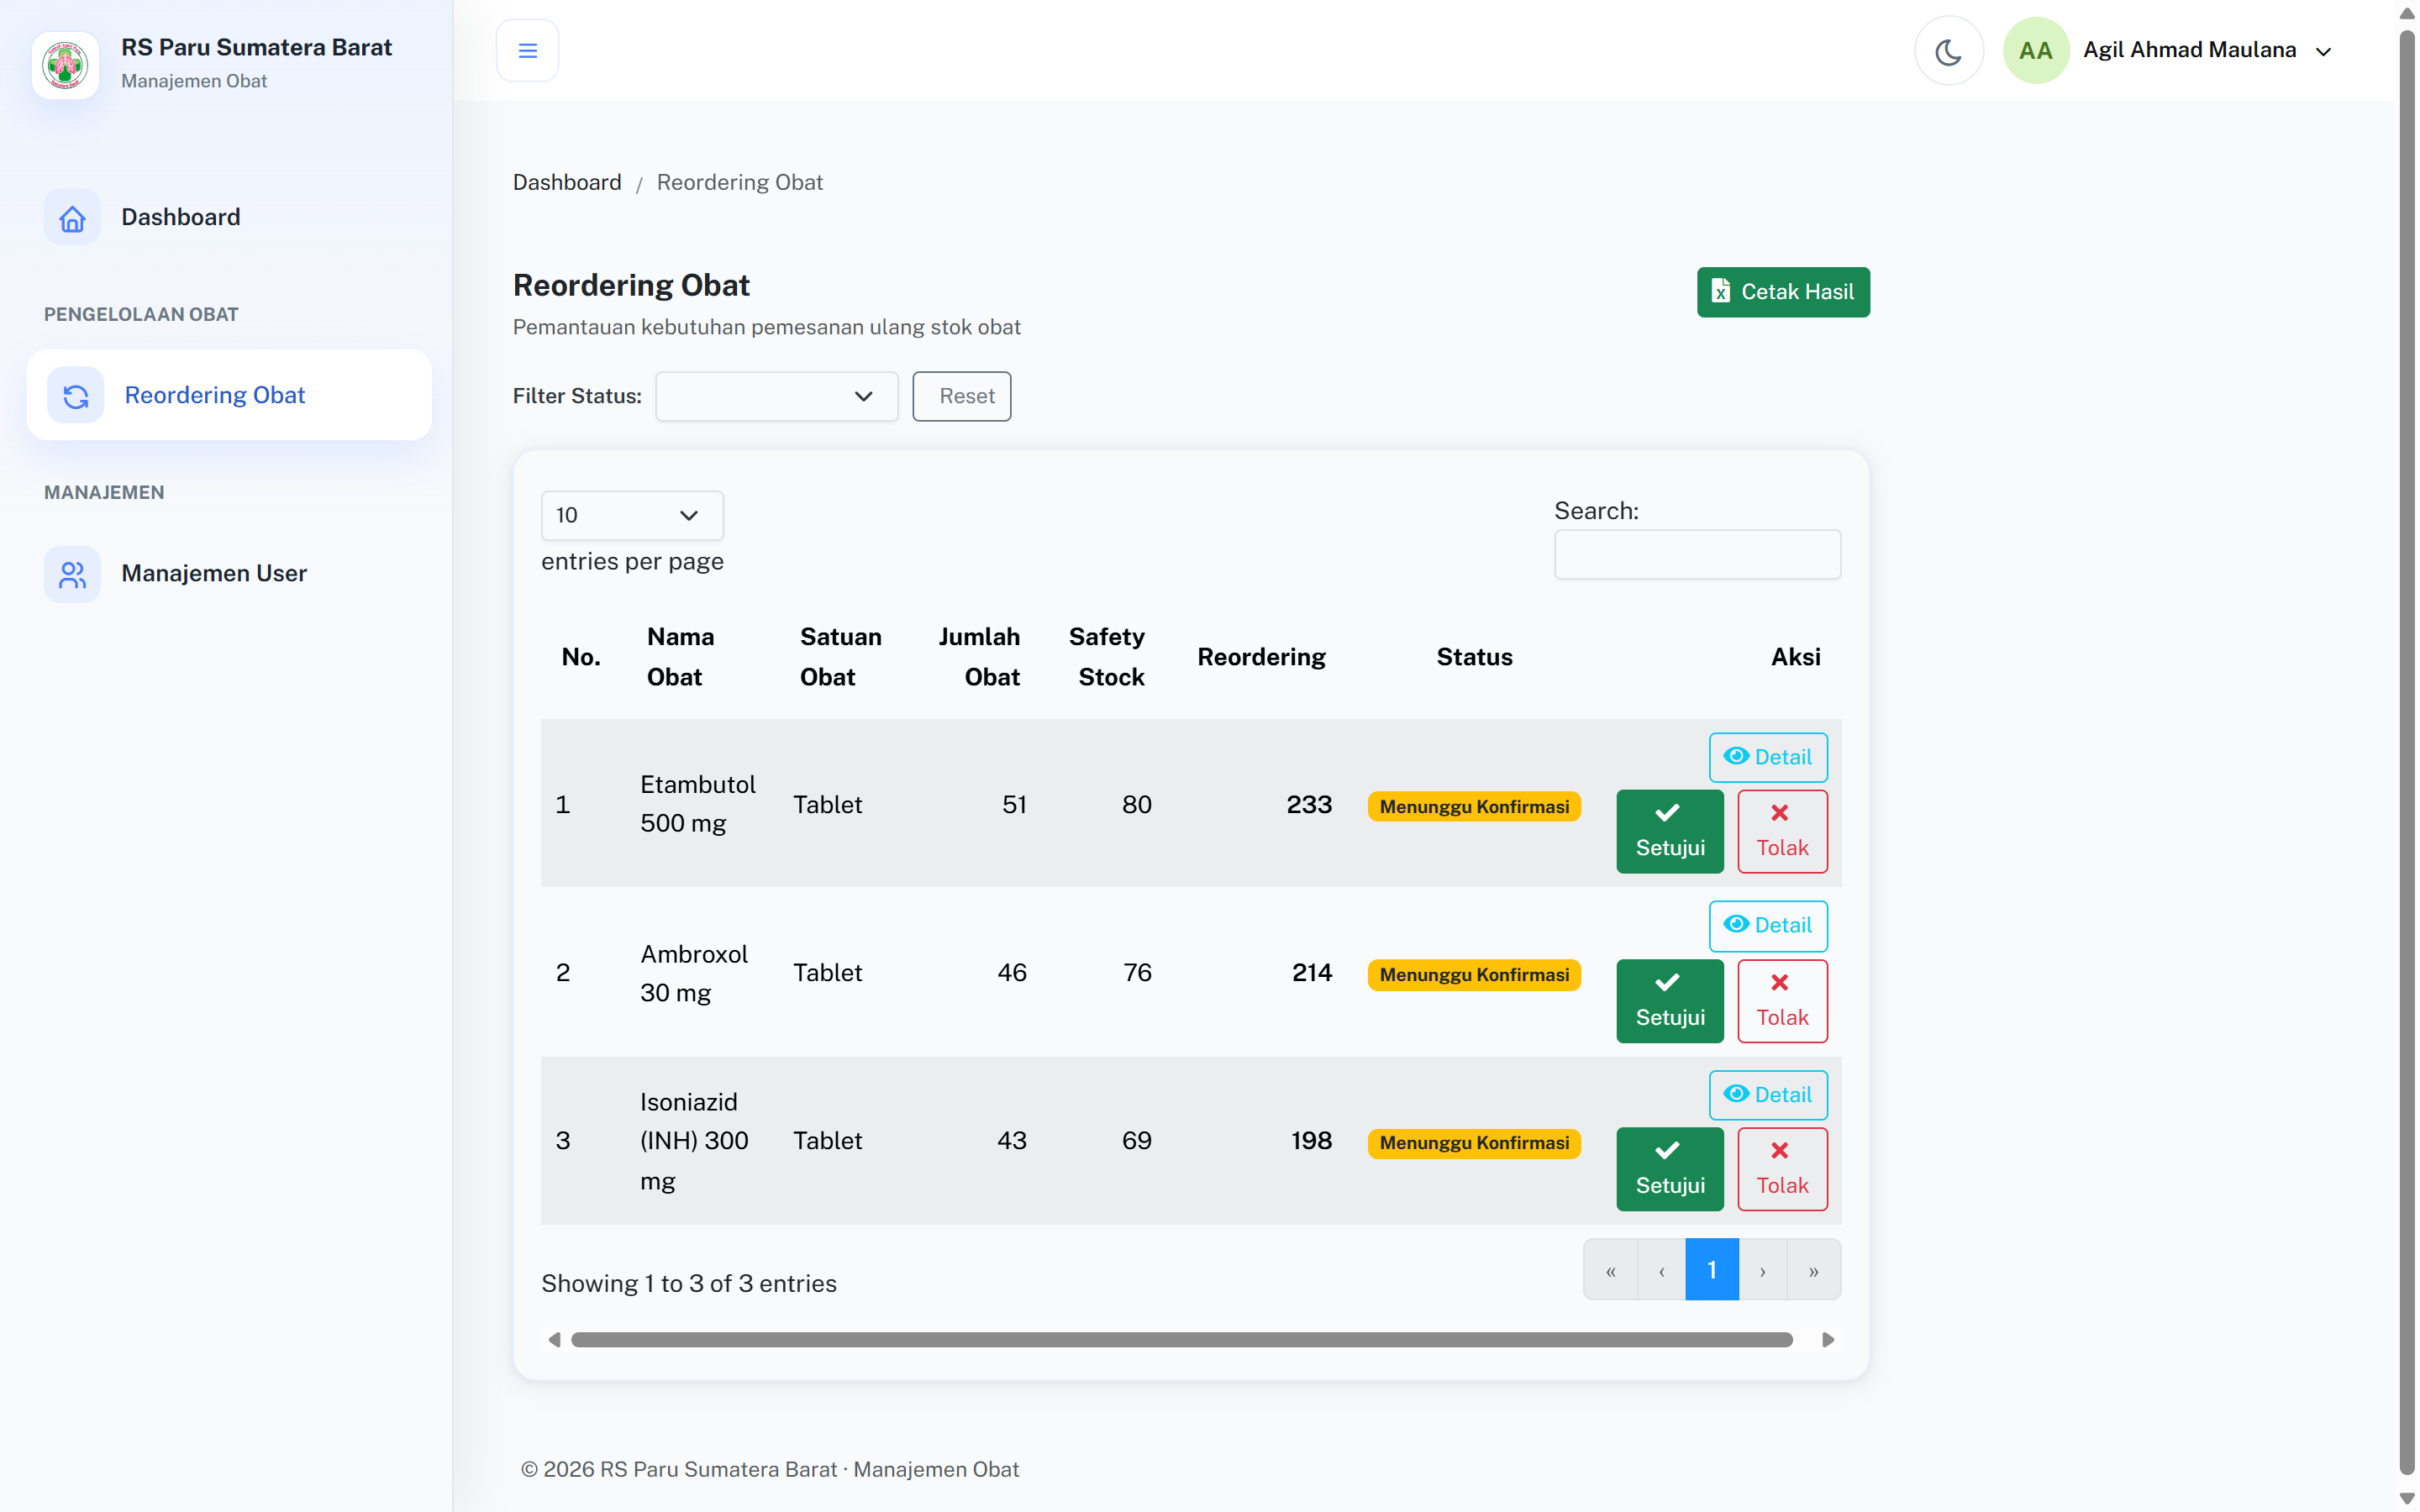 RS Paru Sumatera Barat
Manajemen Obat
Dashboard
PENGELOLAAN OBAT
Reordering Obat
MANAJEMEN
Manajemen User
AA Agil Ahmad Maulana
Dashboard / Reordering Obat
Reordering Obat
Pemantauan kebutuhan pemesanan ulang stok obat
Cetak Hasil
Filter Status:
Reset
10
entries per page
Search:
No. Nama Obat Satuan Obat Jumlah Obat Safety Stock Reordering Status Aksi
1 Etambutol 500 mg Tablet 51 80 233 Menunggu Konfirmasi Detail Setujui Tolak
2 Ambroxol 30 mg Tablet 46 76 214 Menunggu Konfirmasi Detail Setujui Tolak
3 Isoniazid (INH) 300 mg Tablet 43 69 198 Menunggu Konfirmasi Detail Setujui Tolak
Showing 1 to 3 of 3 entries
« ‹ 1 › »
© 2026 RS Paru Sumatera Barat · Manajemen Obat